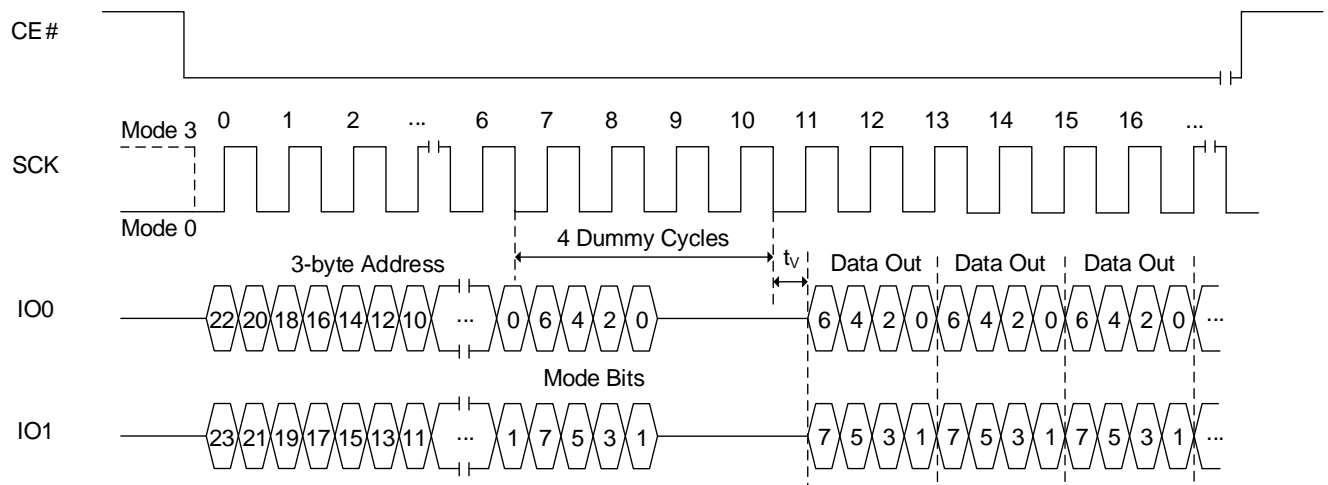 CE#
0 1 2 ... 6 7 8 9 10 11 12 13 14 15 16 ...
Mode 3
SCK
Mode 0
4 Dummy Cycles
3-byte Address tV Data Out Data Out Data Out
IO0 22 20 18 16 14 12 10 ... 0 6 4 2 0 6 4 2 0 6 4 2 0 6 4 2 0 ...
Mode Bits
IO1 23 21 19 17 15 13 11 ... 1 7 5 3 1 7 5 3 1 7 5 3 1 7 5 3 1 ...